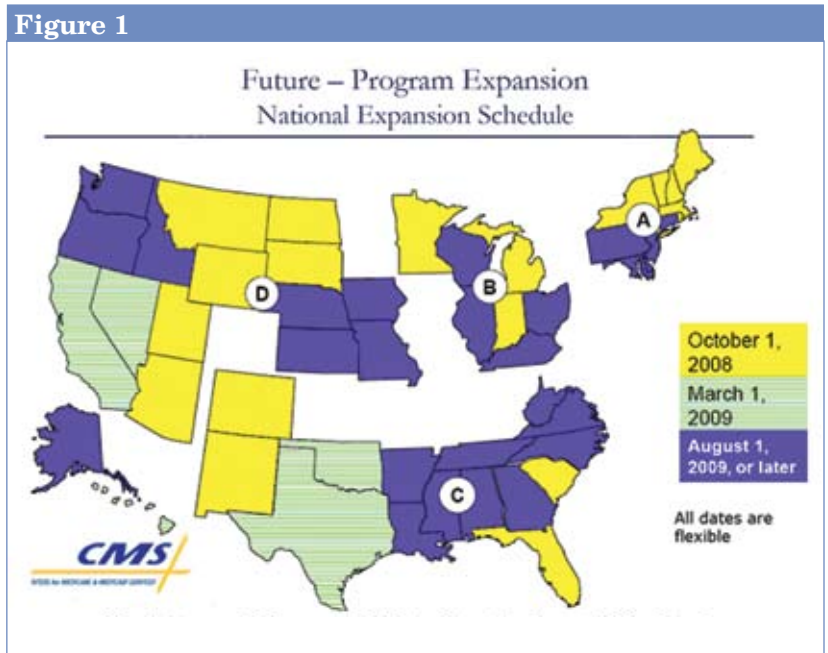 Figure 1
Future – Program Expansion
National Expansion Schedule
A
B
D
C
October 1,
2008
March 1,
2009
August 1,
2009, or later
All dates are
flexible
CMS